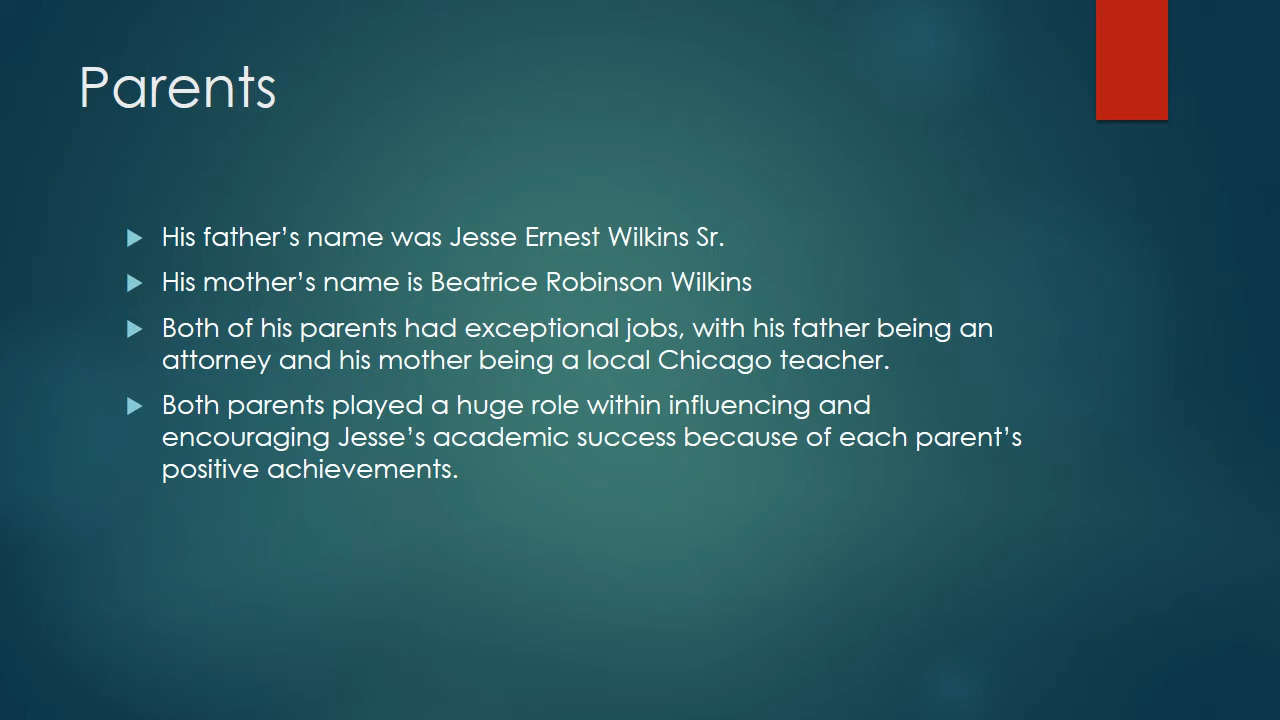 Parents
His father’s name was Jesse Ernest Wilkins Sr.
His mother’s name is Beatrice Robinson Wilkins
Both of his parents had exceptional jobs, with his father being an
attorney and his mother being a local Chicago teacher.
Both parents played a huge role within influencing and
encouraging Jesse’s academic success because of each parent’s
positive achievements.